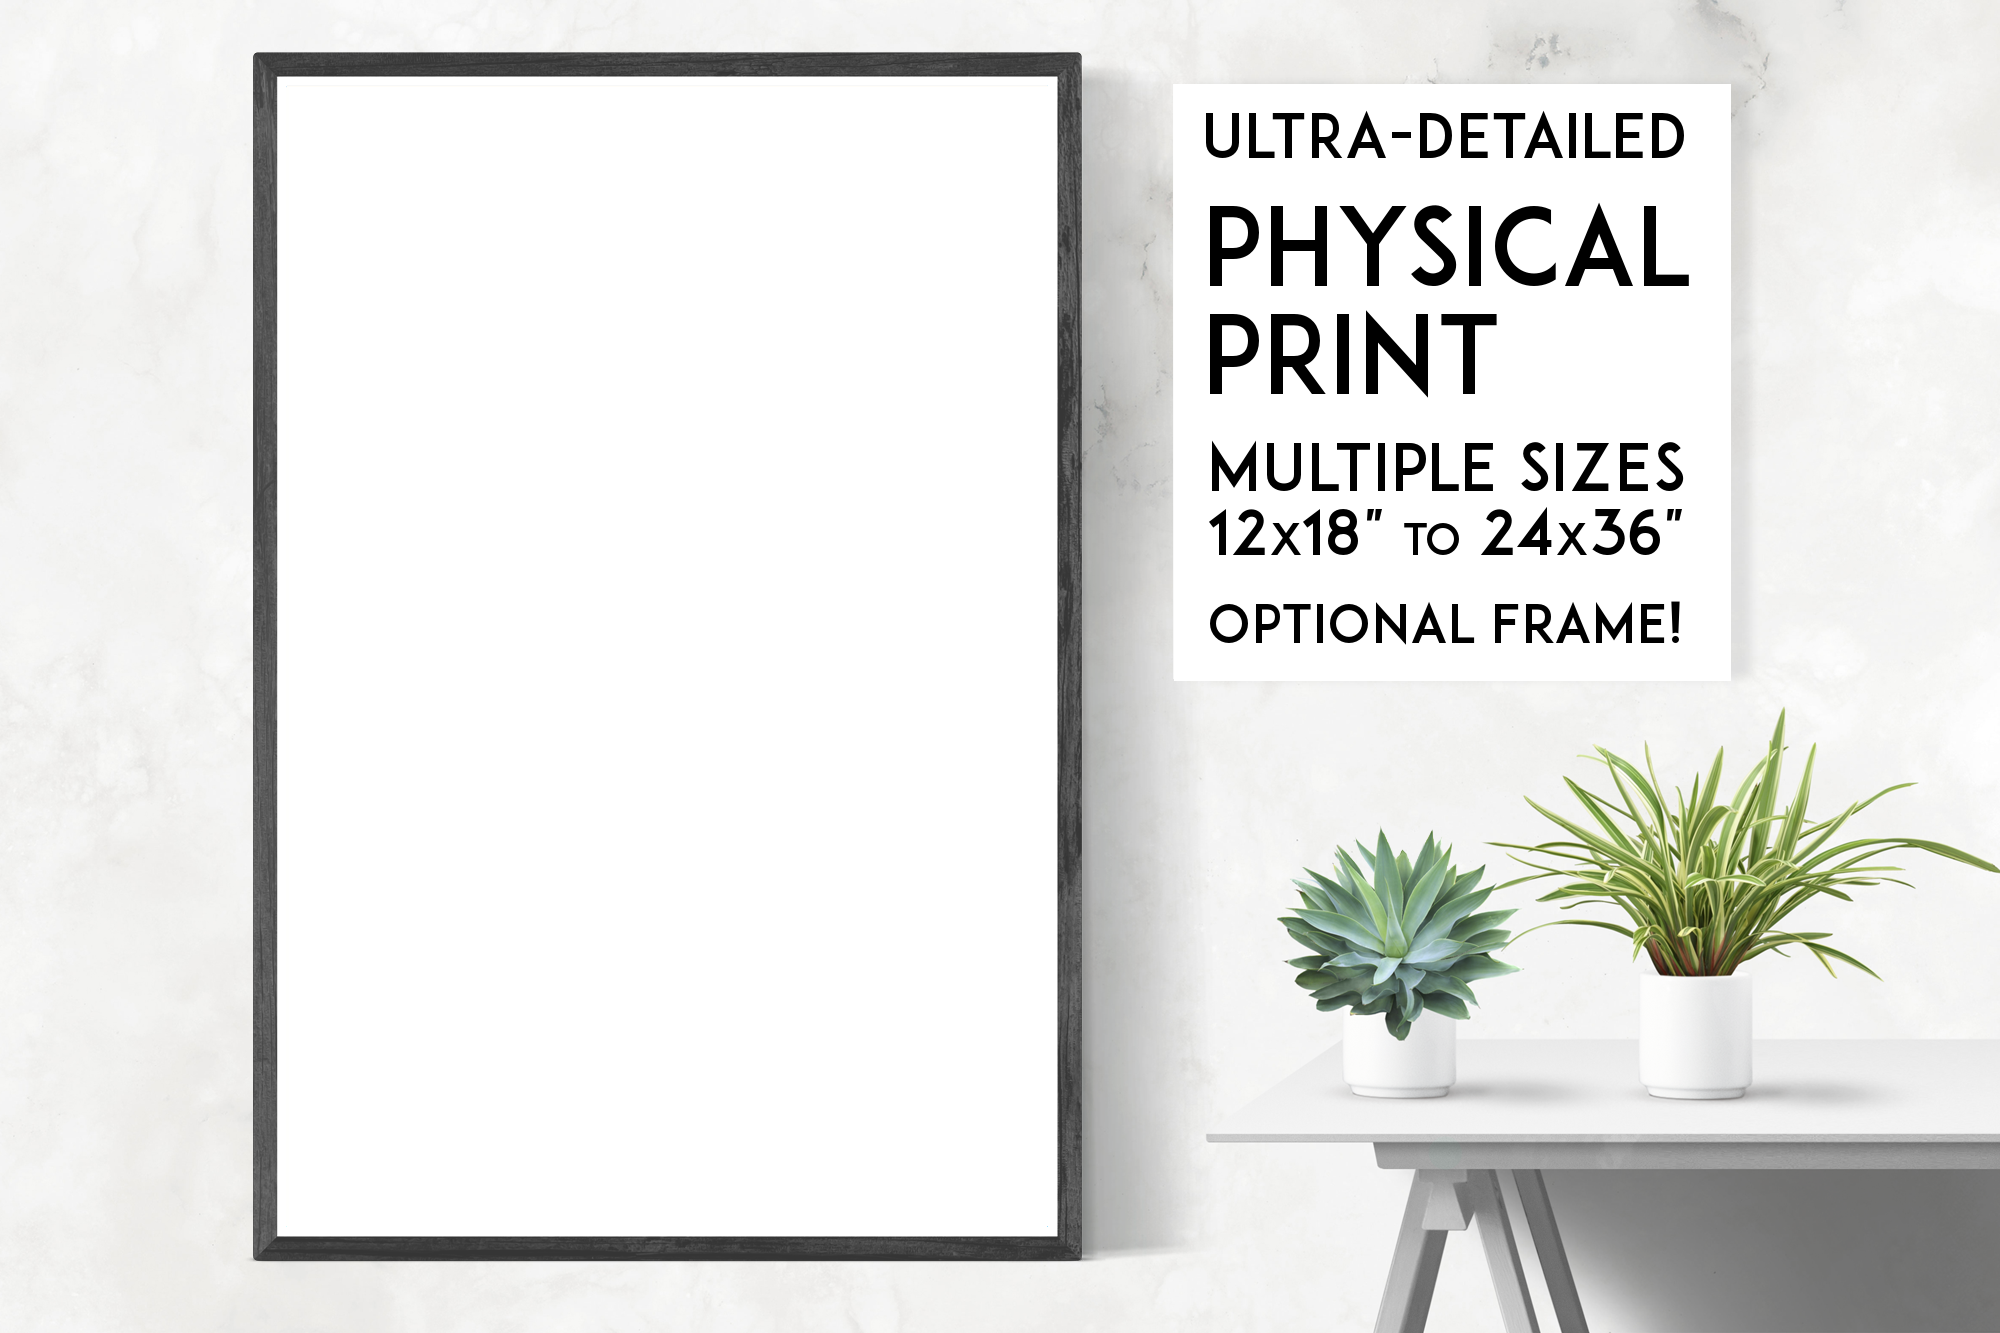 ULTRA-DETAILED
PHYSICAL
PRINT
MULTIPLE SIZES
12x18" TO 24x36"
OPTIONAL FRAME!